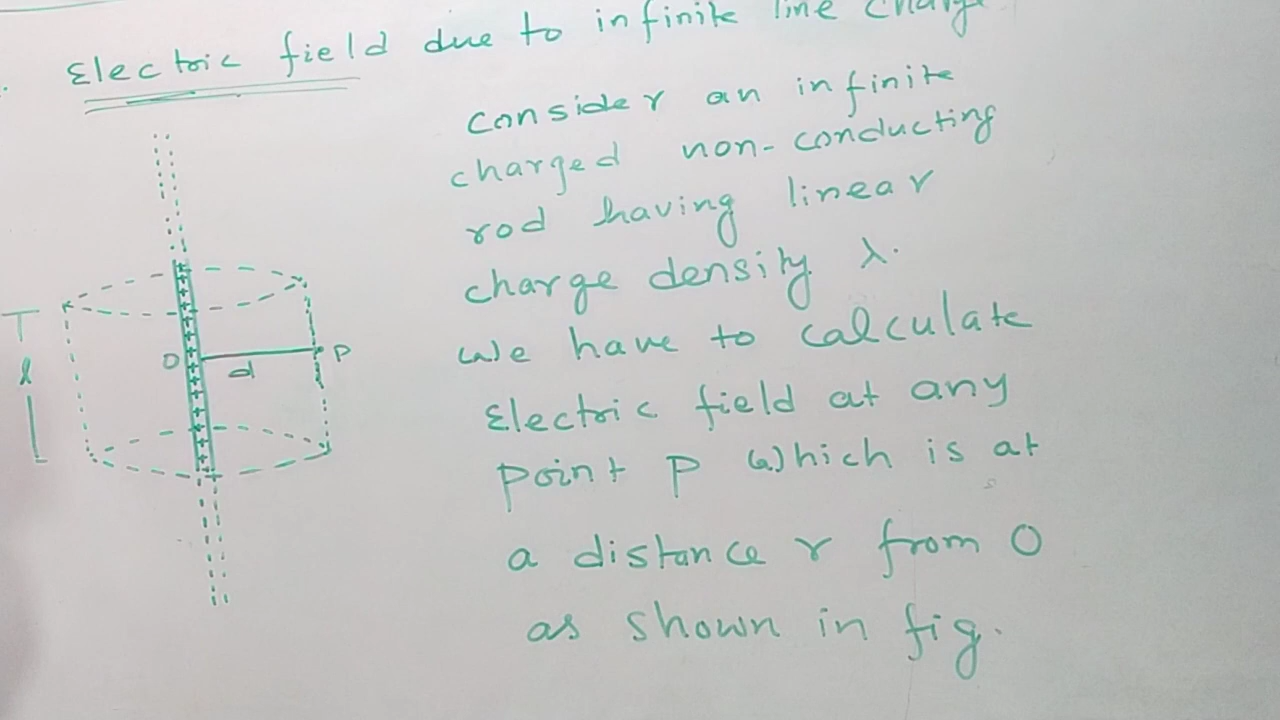 Electric field due to infinite line charge
Consider an infinite
charged non-conducting
rod having linear
charge density λ.
We have to calculate
Electric field at any
point P which is at
a distance r from O
as shown in fig.
O
d
P
l